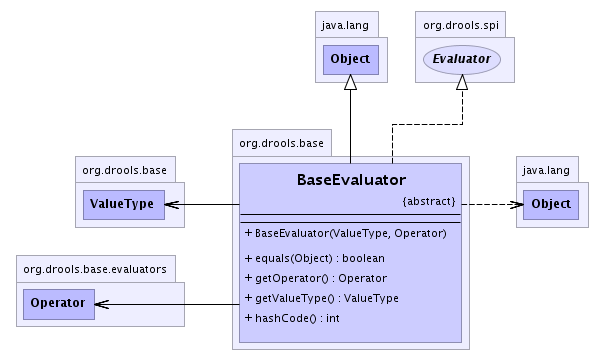 java.lang
Object
org.drools.spi
Evaluator
org.drools.base
BaseEvaluator
{abstract}
+ BaseEvaluator(ValueType, Operator)
+ equals(Object) : boolean
+ getOperator() : Operator
+ getValueType() : ValueType
+ hashCode() : int
org.drools.base
ValueType
java.lang
Object
org.drools.base.evaluators
Operator